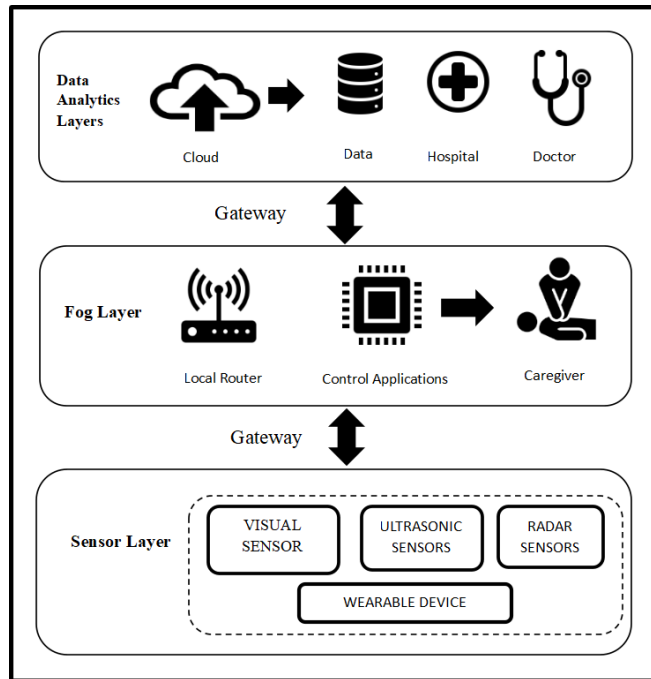 Data
Analytics
Layers
Cloud
Data
Hospital
Doctor
Gateway
Fog Layer
Local Router
Control Applications
Caregiver
Gateway
Sensor Layer
VISUAL
SENSOR
ULTRASONIC
SENSORS
RADAR
SENSORS
WEARABLE DEVICE